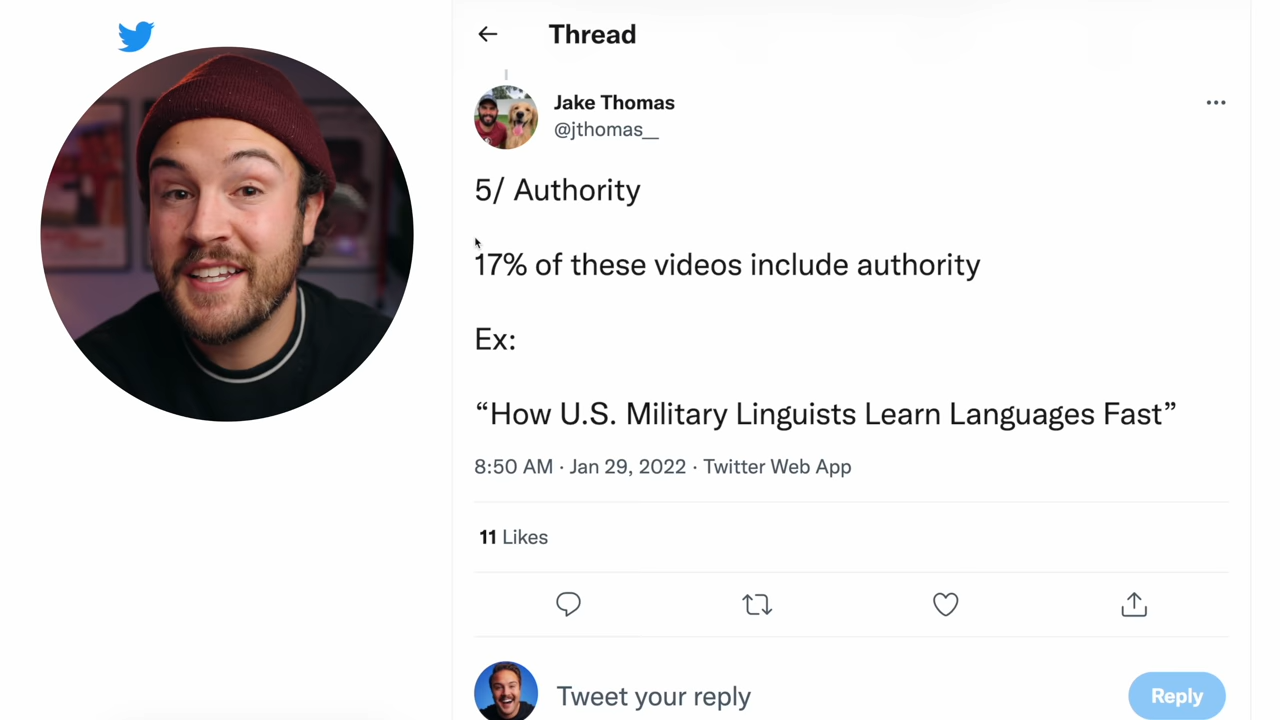 Thread
Jake Thomas
@jthomas__
5/ Authority
17% of these videos include authority
Ex:
“How U.S. Military Linguists Learn Languages Fast”
8:50 AM · Jan 29, 2022 · Twitter Web App
11 Likes
Tweet your reply
Reply